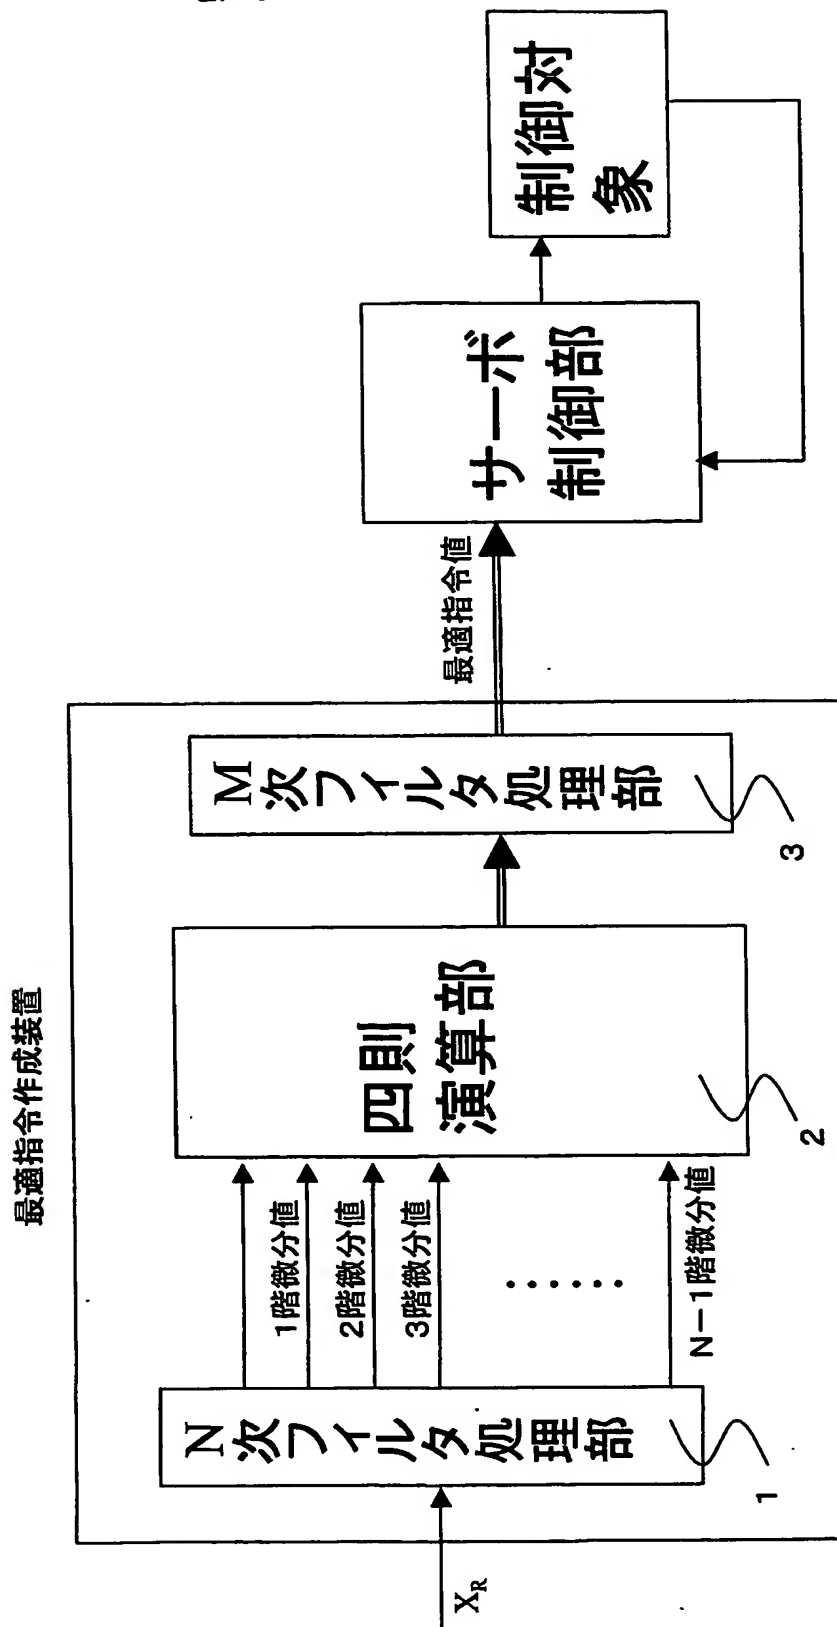 最適指令作成装置
X_R
N次フィルタ処理部
1
1階微分値
2階微分値
3階微分値
……
N－1階微分値
四則
演算部
2
M次フィルタ処理部
3
最適指令値
サーボ
制御部
制御対
象